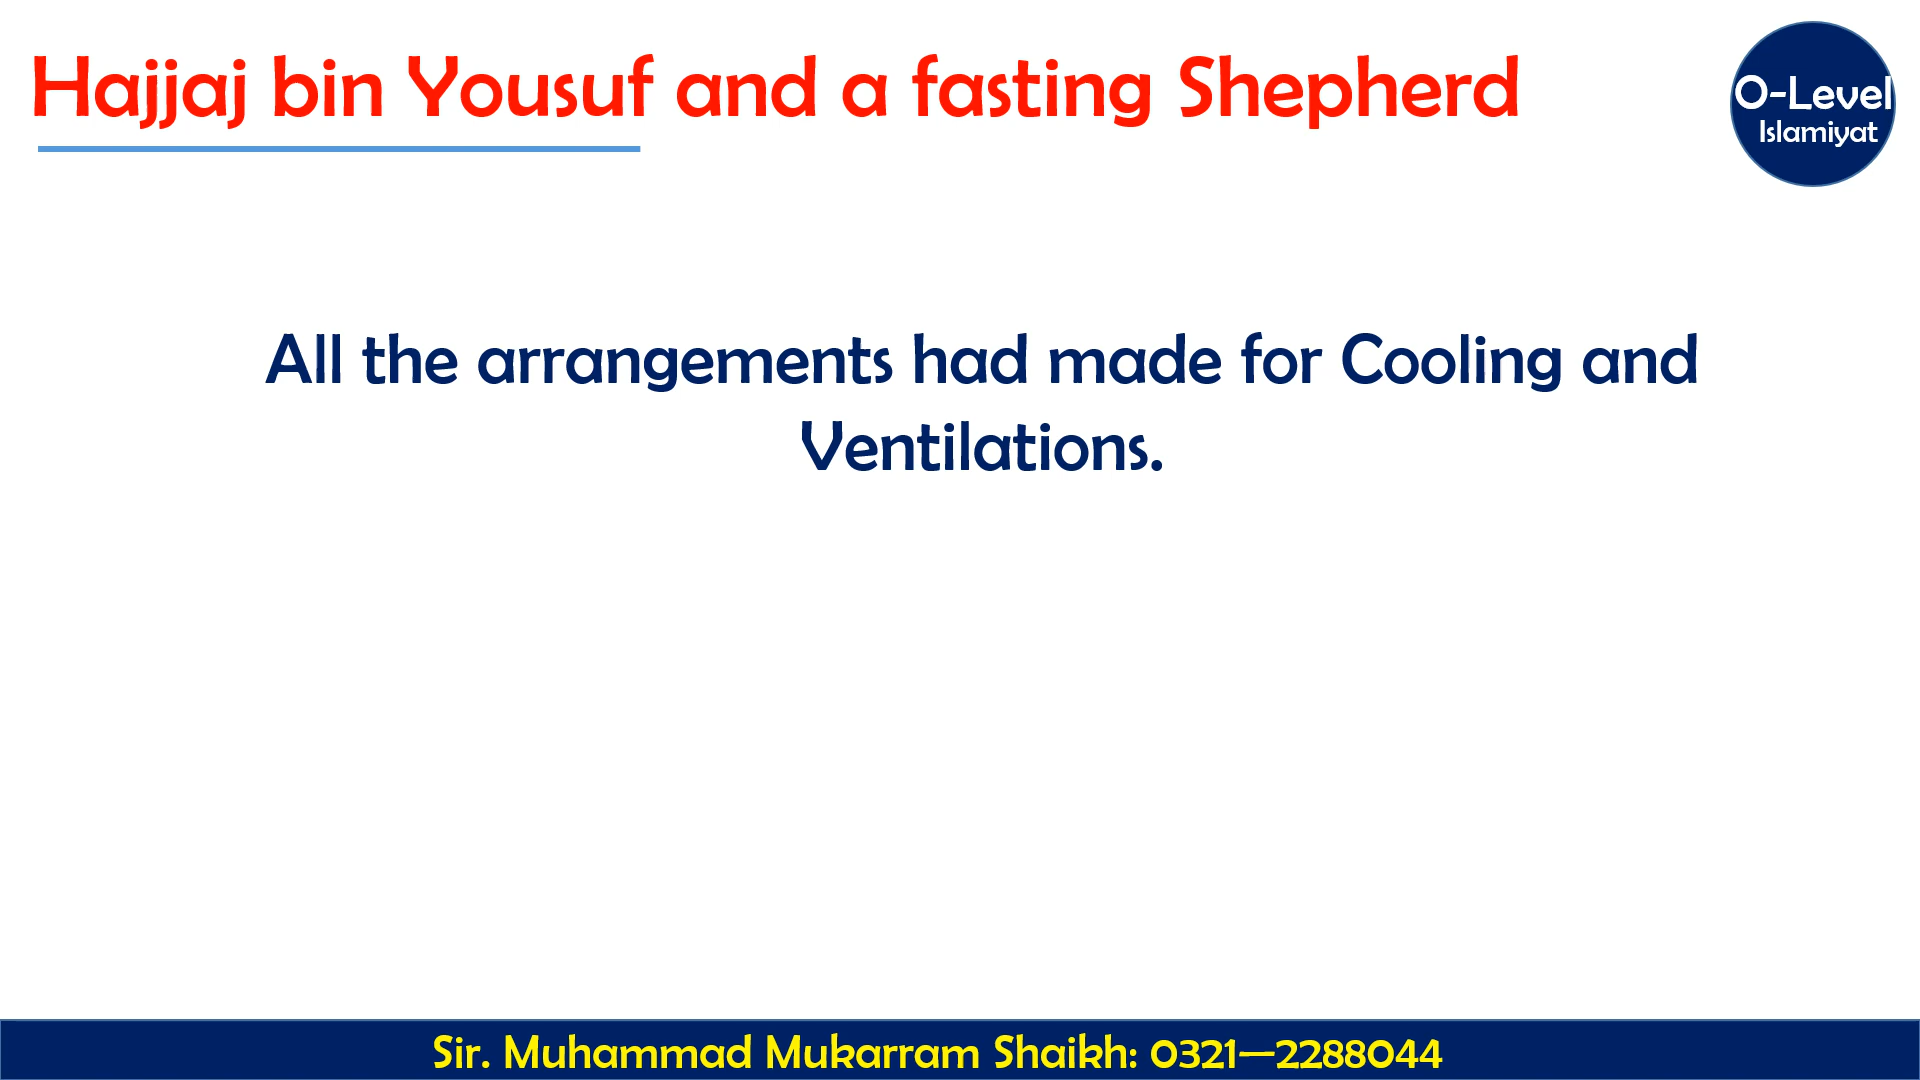 Hajjaj bin Yousuf and a fasting Shepherd
O-Level
Islamiyat
All the arrangements had made for Cooling and
Ventilations.
Sir. Muhammad Mukarram Shaikh: 0321—2288044